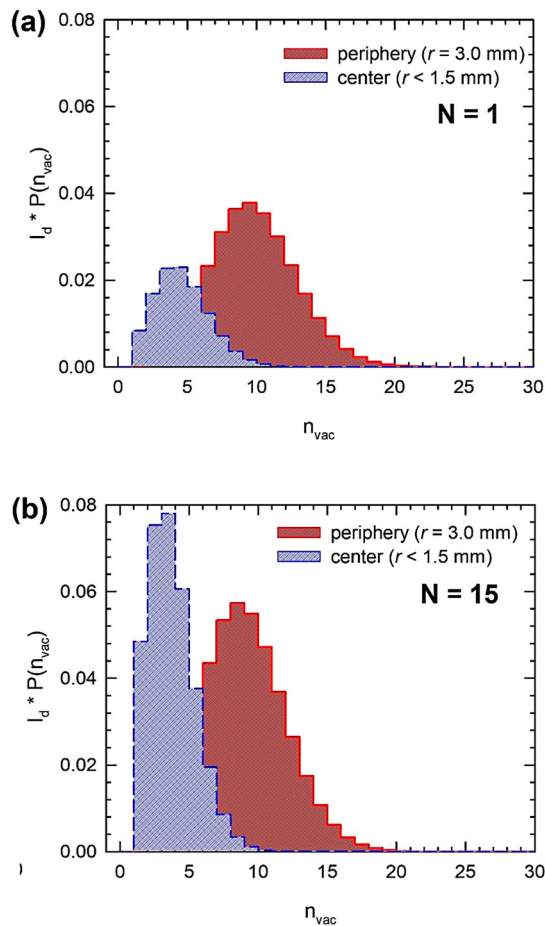 (a)
0.08
periphery (r = 3.0 mm)
center (r < 1.5 mm)
N = 1
0.06
I_d * P(n_vac)
0.04
0.02
0.00
0 5 10 15 20 25 30
n_vac
(b)
0.08
periphery (r = 3.0 mm)
center (r < 1.5 mm)
N = 15
0.06
I_d * P(n_vac)
0.04
0.02
0.00
0 5 10 15 20 25 30
n_vac